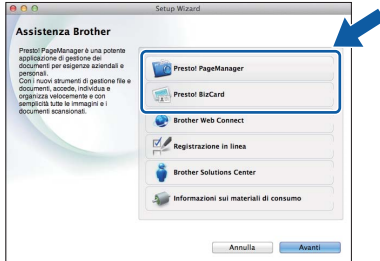 Setup Wizard
Assistenza Brother
Presto! PageManager è una potente
applicazione di gestione dei
documenti per esigenze aziendali e
personali.
Con i nuovi strumenti di gestione file e
documenti, accede, individua e
organizza velocemente e con
semplicità tutte le immagini e i
documenti scansionati.
Presto! PageManager
Presto! BizCard
Brother Web Connect
Registrazione in linea
Brother Solutions Center
Informazioni sui materiali di consumo
Annulla
Avanti